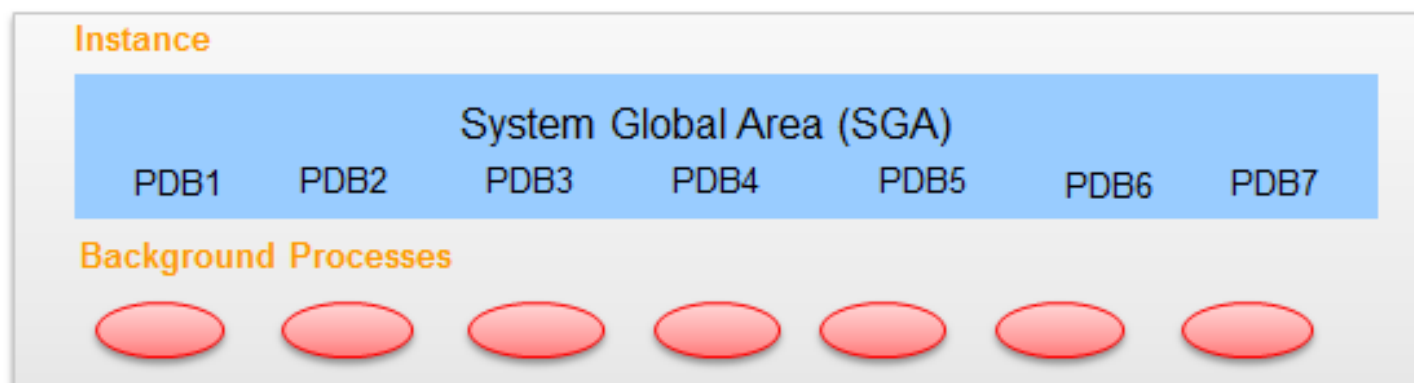 Instance
System Global Area (SGA)
PDB1 PDB2 PDB3 PDB4 PDB5 PDB6 PDB7
Background Processes